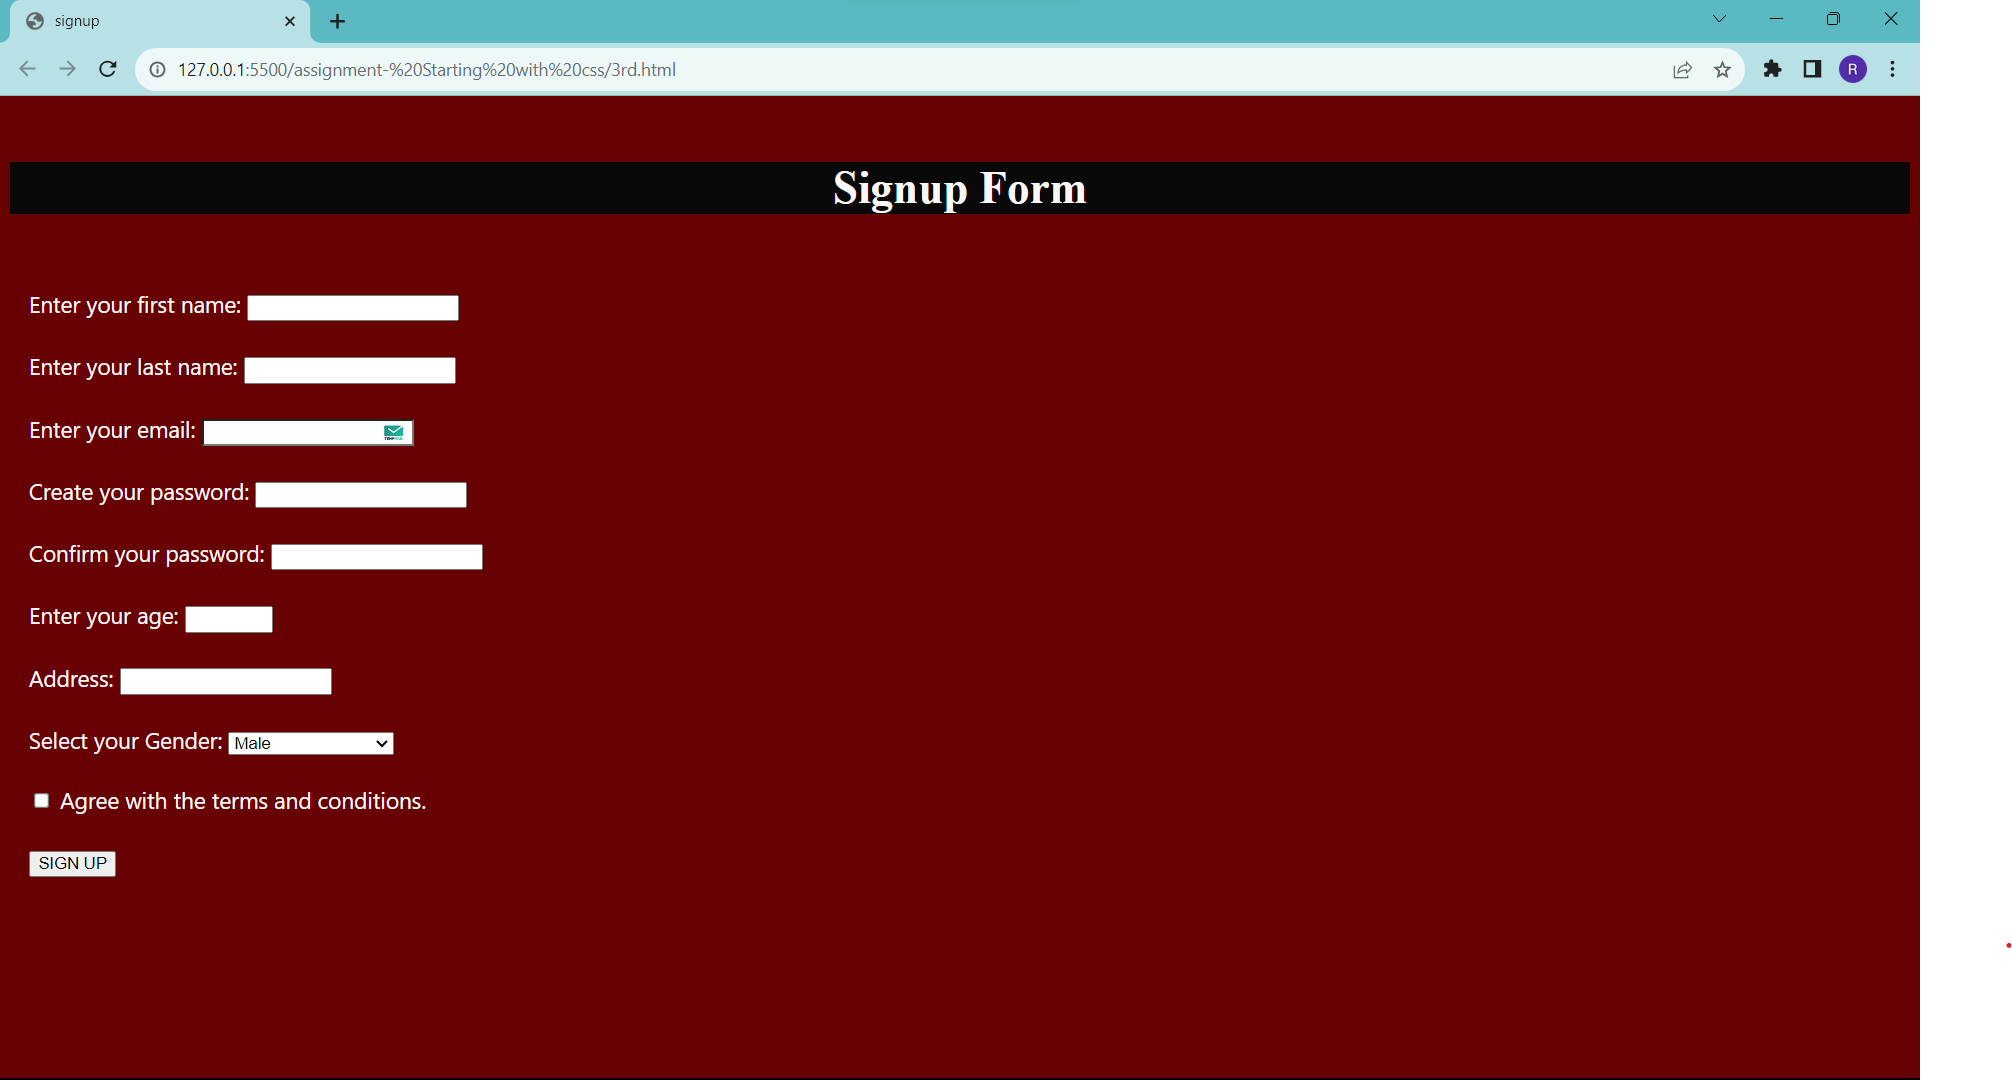 signup
127.0.0.1:5500/assignment-%20Starting%20with%20css/3rd.html
R
Signup Form
Enter your first name:
Enter your last name:
Enter your email:
Create your password:
Confirm your password:
Enter your age:
Address:
Select your Gender: Male
Agree with the terms and conditions.
SIGN UP